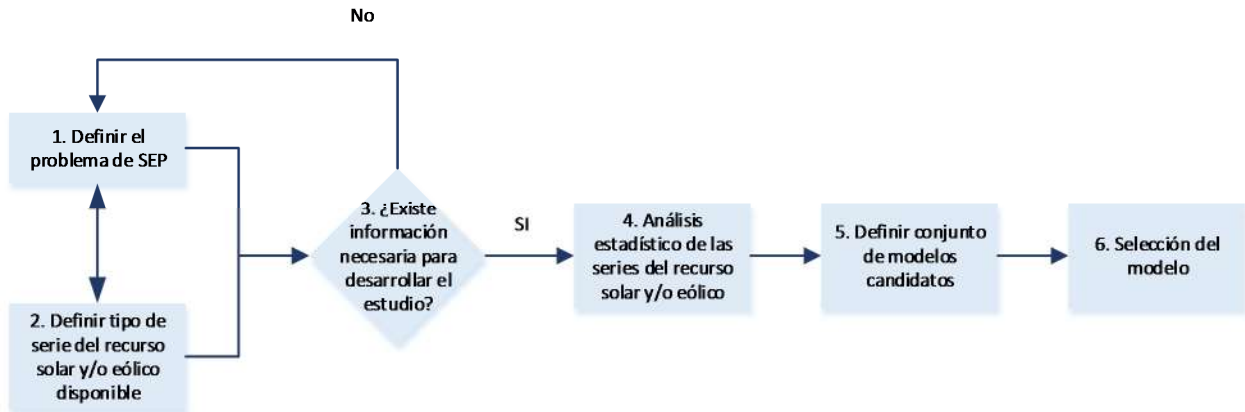 No
1. Definir el
problema de SEP
2. Definir tipo de
serie del recurso
solar y/o eólico
disponible
3. ¿Existe
información
necesaria para
desarrollar el
estudio?
SI
4. Análisis
estadístico de las
series del recurso
solar y/o eólico
5. Definir conjunto
de modelos
candidatos
6. Selección del
modelo